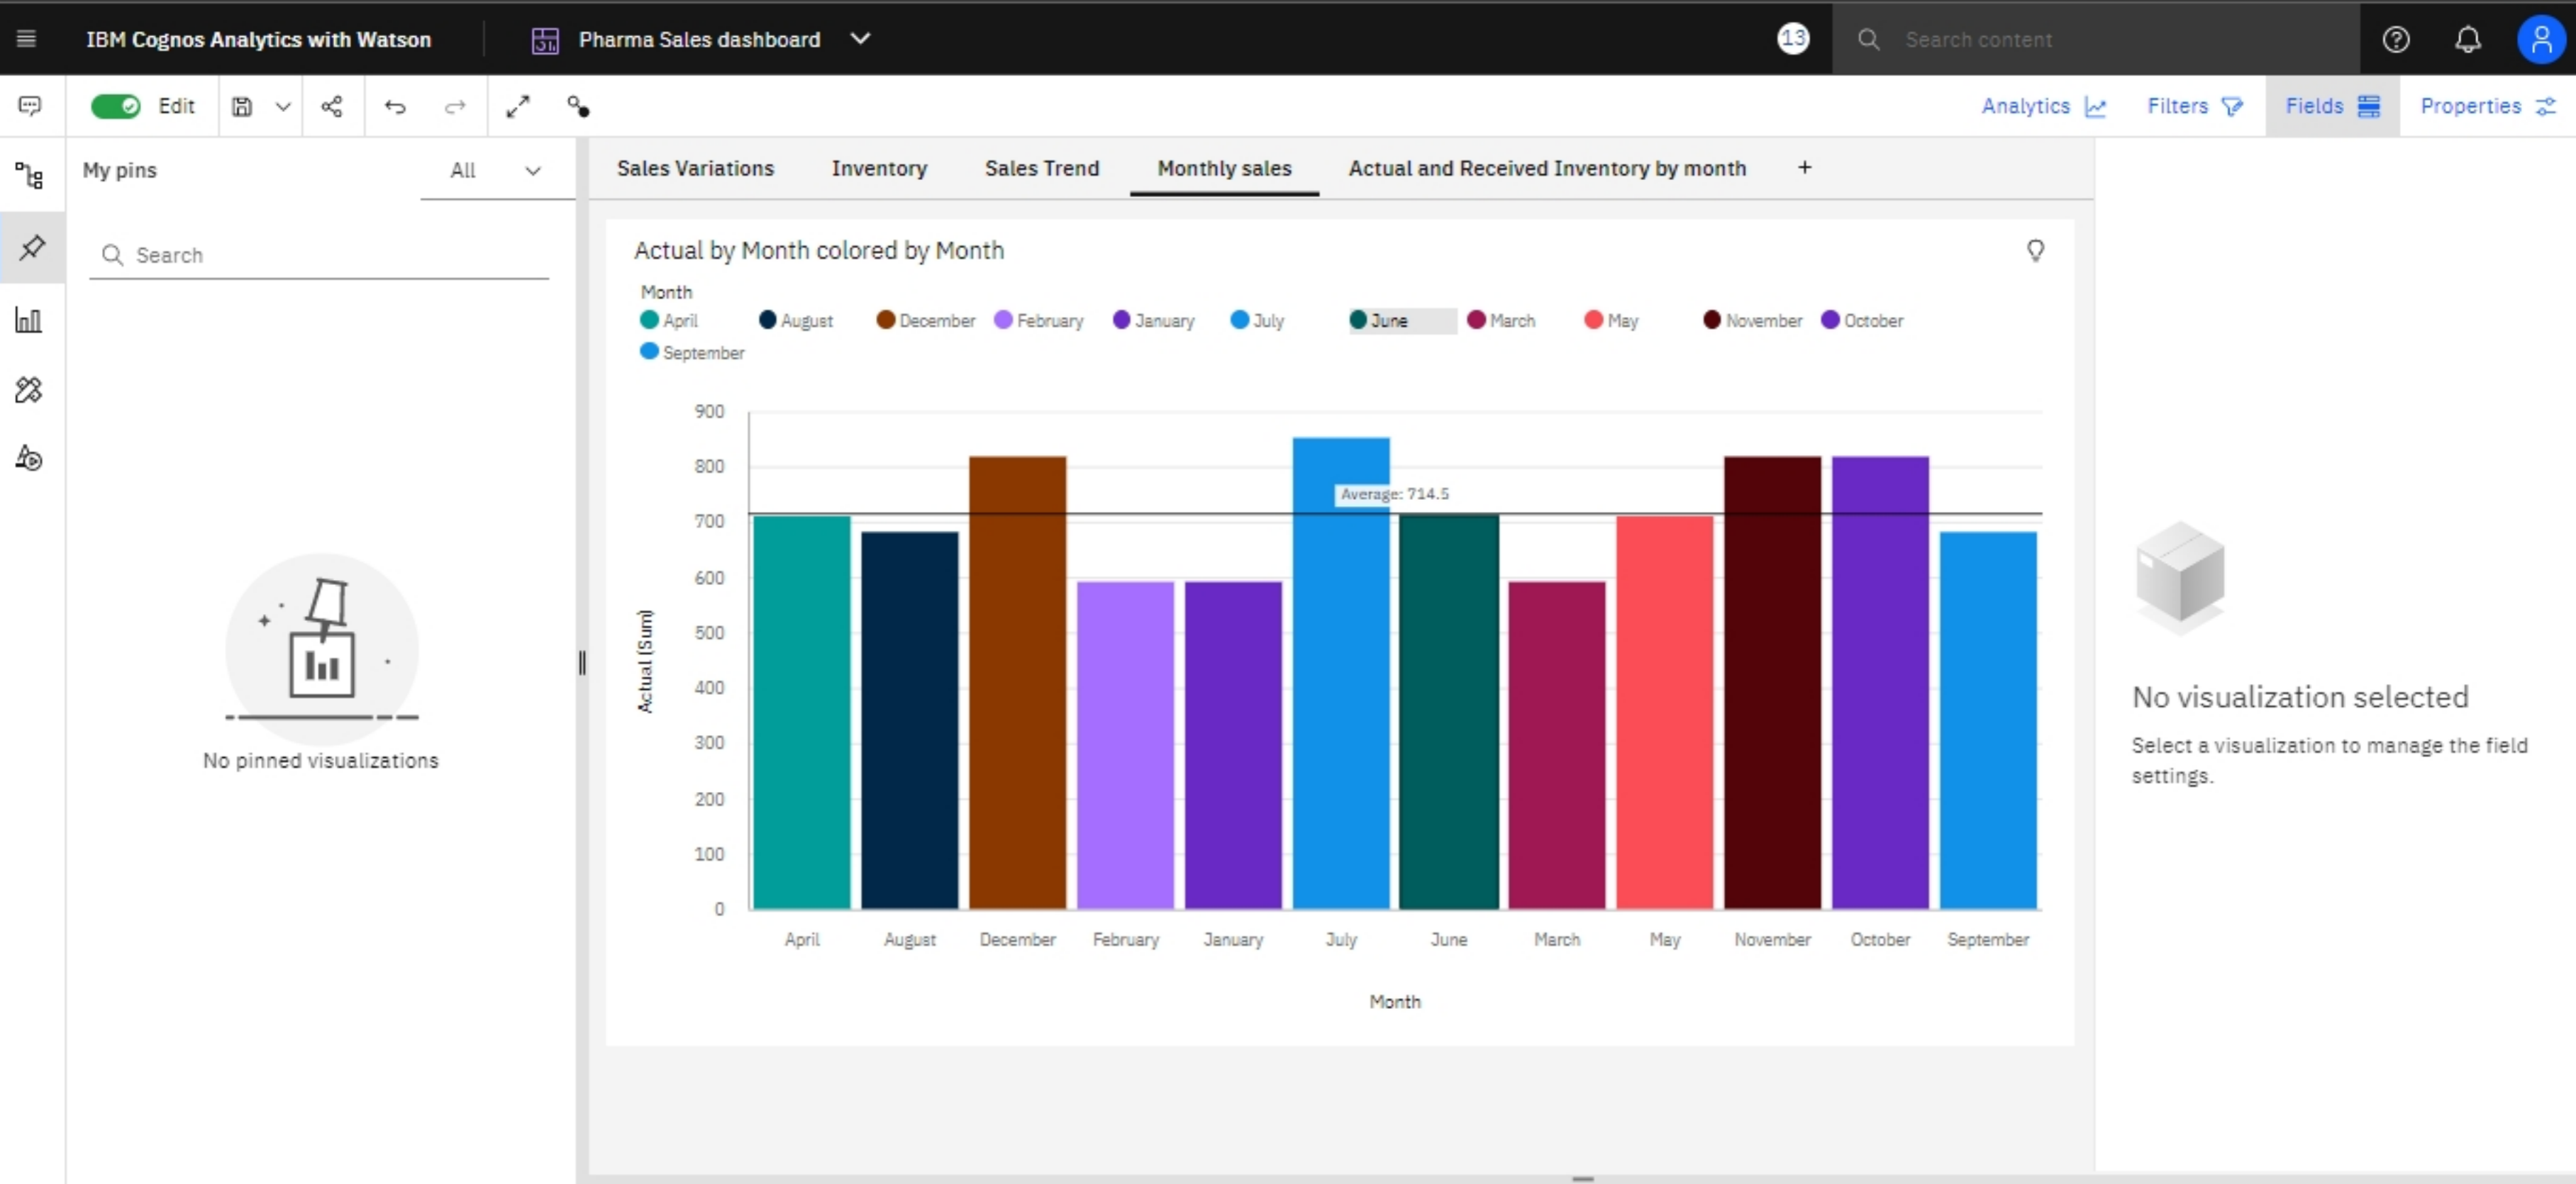 IBM Cognos Analytics with Watson
Pharma Sales dashboard
13
Search content
Edit
Analytics
Filters
Fields
Properties
My pins
All
Search
No pinned visualizations
Sales Variations
Inventory
Sales Trend
Monthly sales
Actual and Received Inventory by month
+
Actual by Month colored by Month
Month
April
August
December
February
January
July
June
March
May
November
October
September
900
800
700
600
500
400
300
200
100
0
Actual (Sum)
Average: 714.5
April
August
December
February
January
July
June
March
May
November
October
September
Month
No visualization selected
Select a visualization to manage the field
settings.